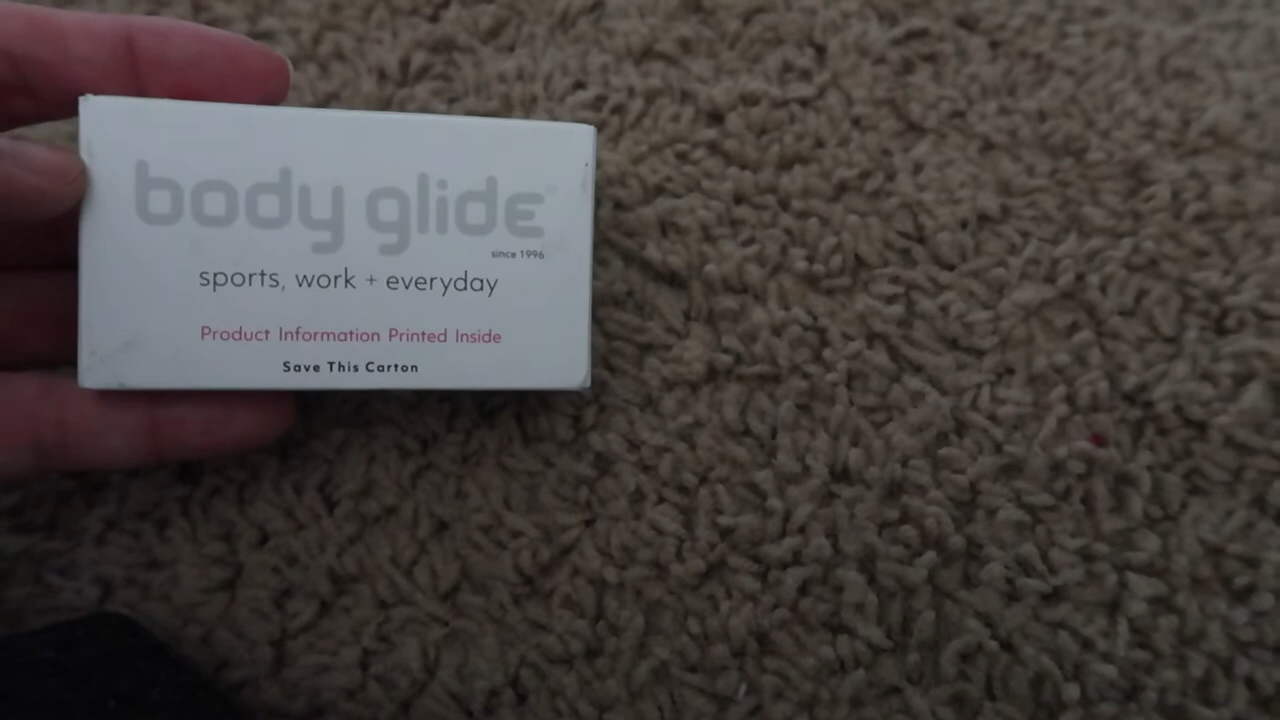 body glide
since 1996
sports, work + everyday
Product Information Printed Inside
Save This Carton